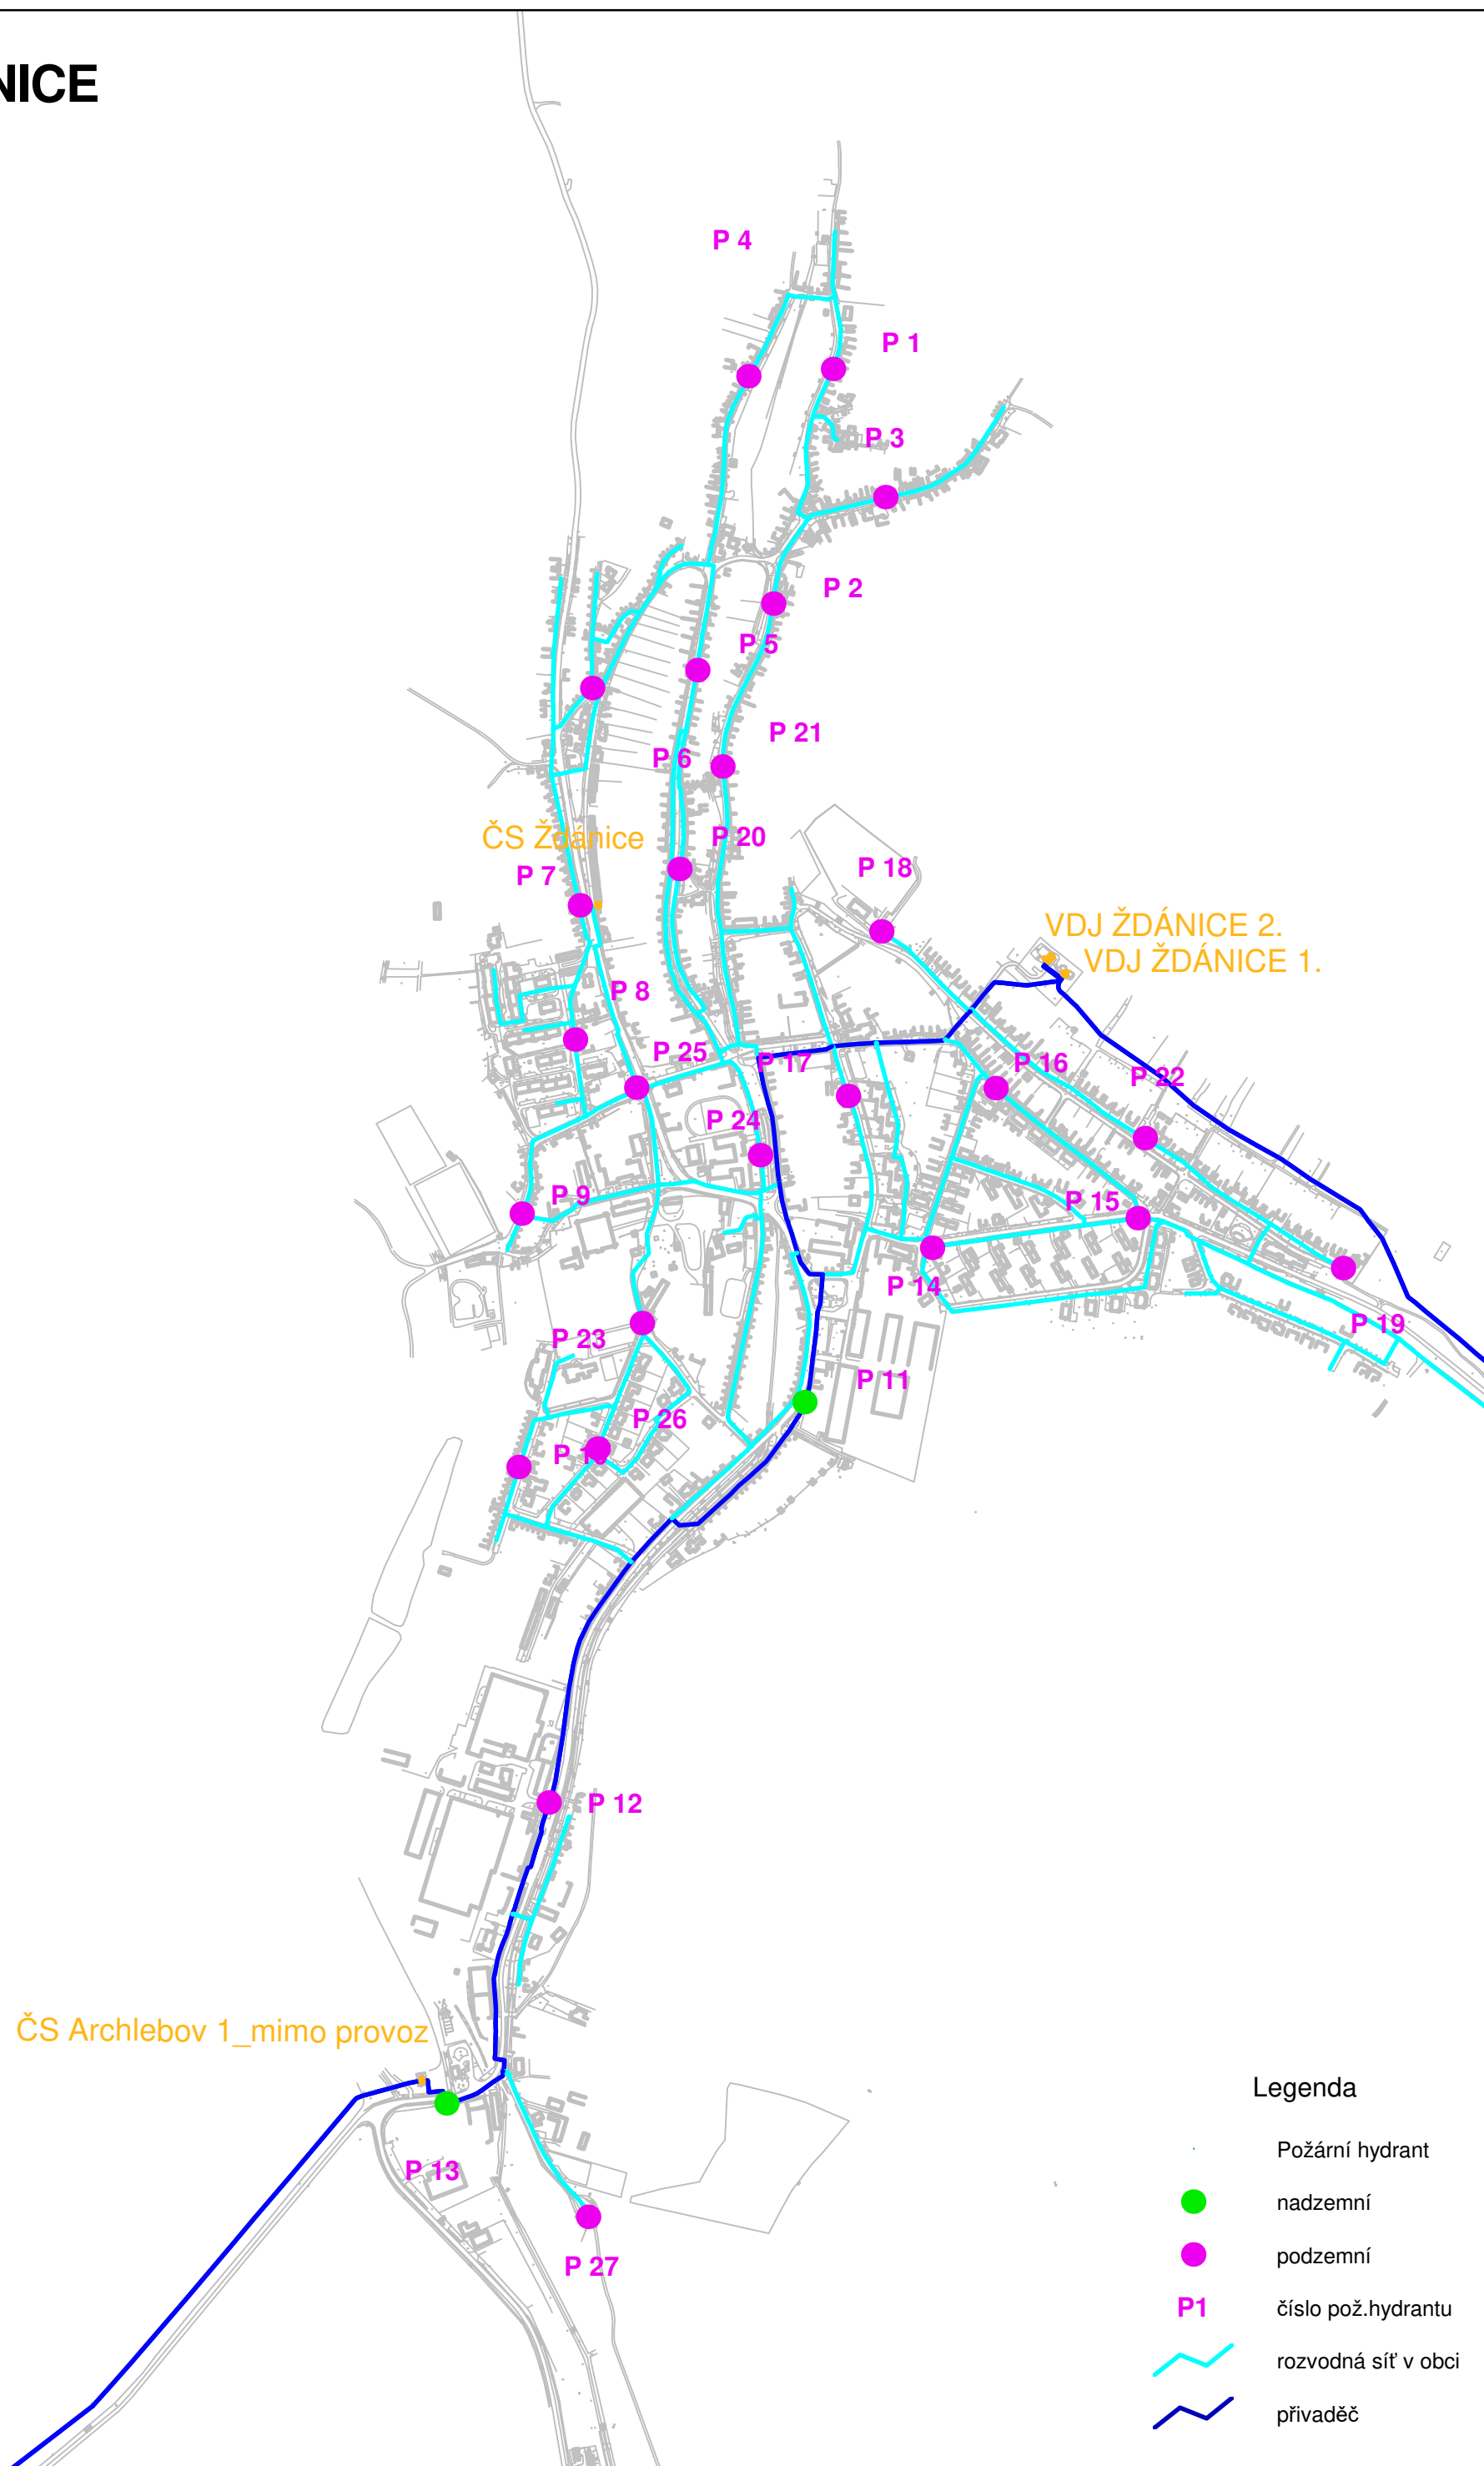 NICE
P 4
P 1
P 3
P 2
P 5
P 21
P 6
ČS Ždánice
P 20
P 7
P 18
VDJ ŽDÁNICE 2.
VDJ ŽDÁNICE 1.
P 8
P 25
P 17
P 16
P 22
P 24
P 9
P 15
P 14
P 23
P 19
P 11
P 26
P 10
P 12
ČS Archlebov 1_mimo provoz
P 13
P 27
Legenda
Požární hydrant
nadzemní
podzemní
P1 číslo pož.hydrantu
rozvodná síť v obci
přivaděč